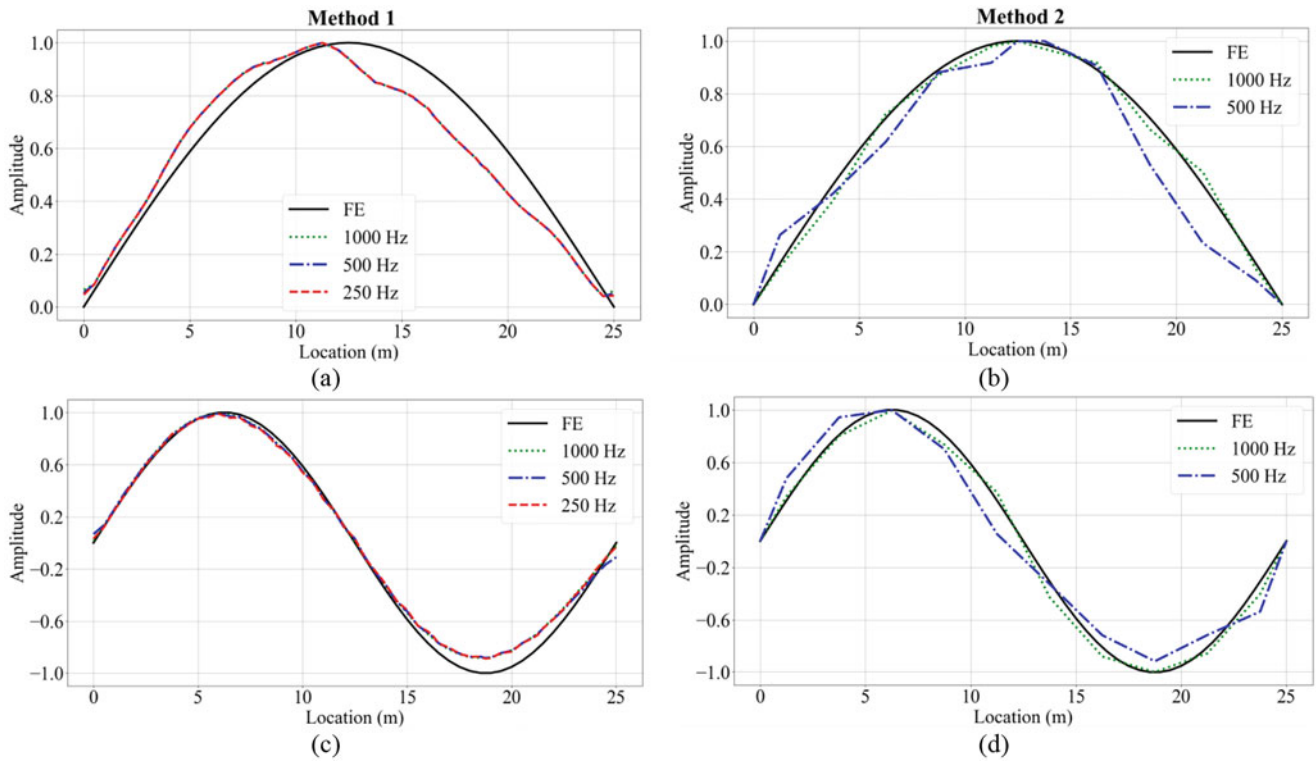 Method 1
1.0
0.8
0.6
0.4
0.2
0.0
Amplitude
FE
1000 Hz
500 Hz
250 Hz
0 5 10 15 20 25
Location (m)
(a)
Method 2
1.0
0.8
0.6
0.4
0.2
0.0
Amplitude
FE
1000 Hz
500 Hz
0 5 10 15 20 25
Location (m)
(b)
1.0
0.6
0.2
−0.2
−0.6
−1.0
Amplitude
FE
1000 Hz
500 Hz
250 Hz
0 5 10 15 20 25
Location (m)
(c)
1.0
0.6
0.2
−0.2
−0.6
−1.0
Amplitude
FE
1000 Hz
500 Hz
0 5 10 15 20 25
Location (m)
(d)